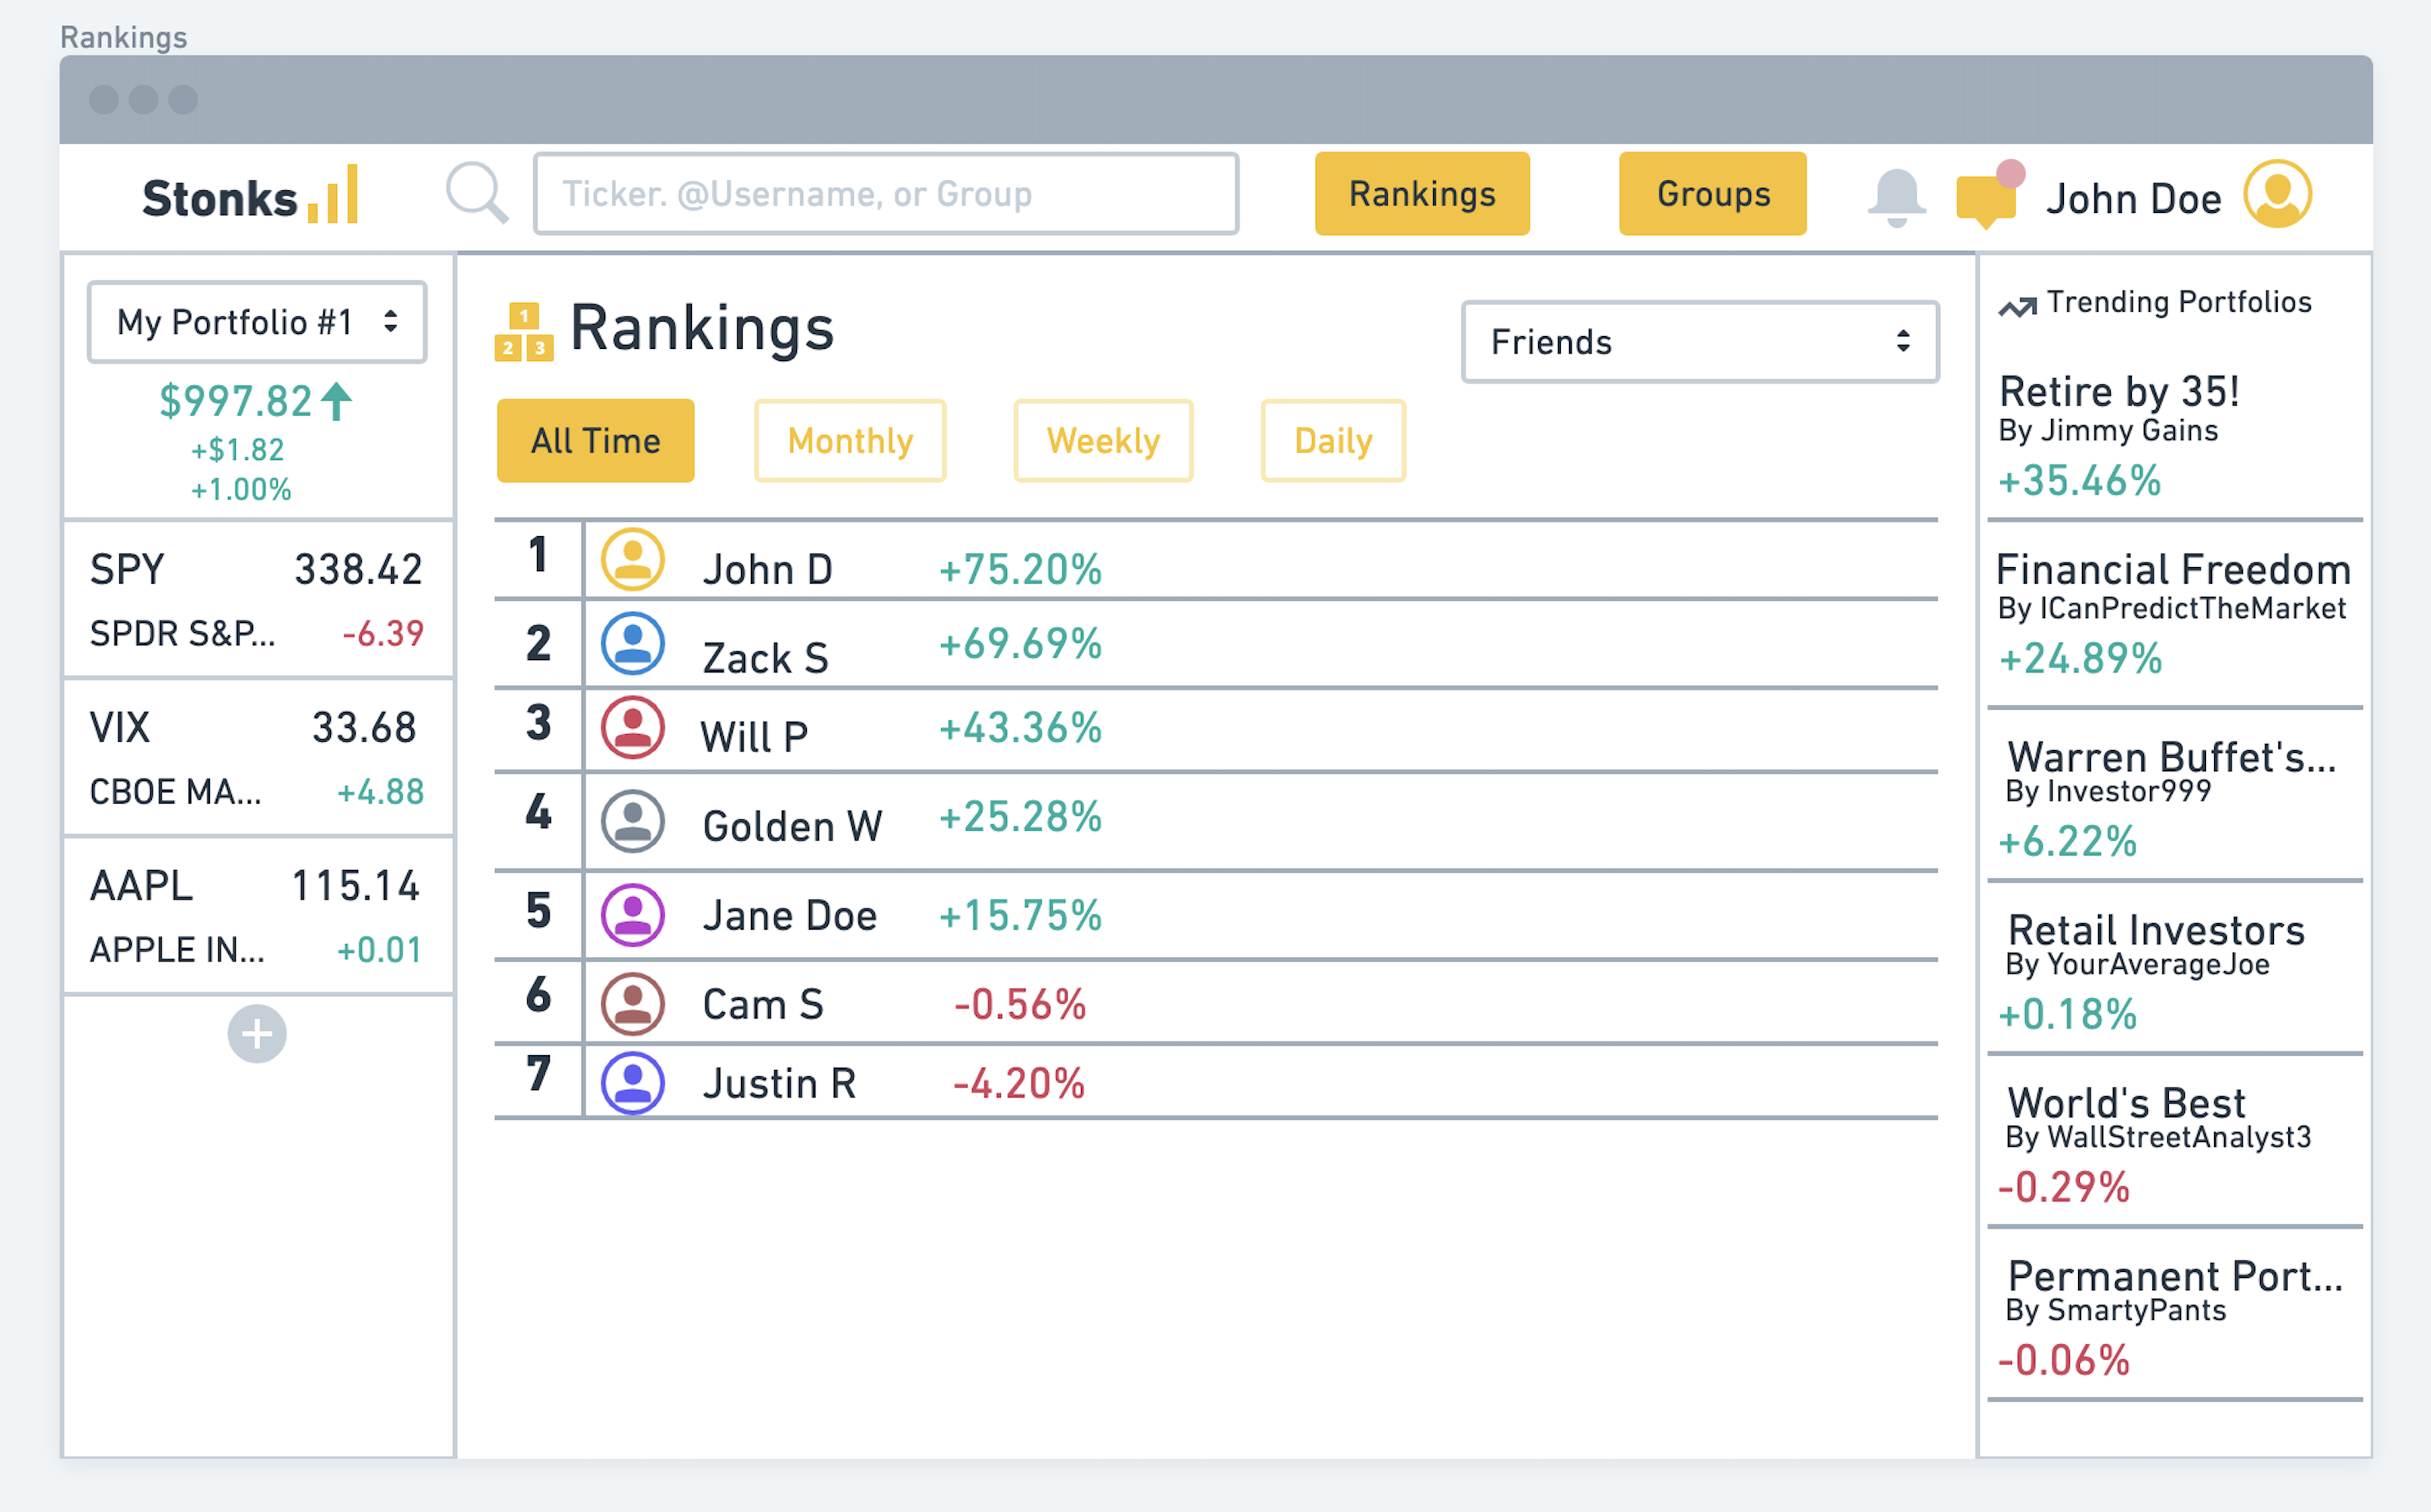 Rankings
Stonks
Ticker. @Username, or Group
Rankings
Groups
John Doe
My Portfolio #1
$997.82
+$1.82
+1.00%
SPY 338.42
SPDR S&P... -6.39
VIX 33.68
CBOE MA... +4.88
AAPL 115.14
APPLE IN... +0.01
1
2 3
Rankings
Friends
All Time
Monthly
Weekly
Daily
1 John D +75.20%
2 Zack S +69.69%
3 Will P +43.36%
4 Golden W +25.28%
5 Jane Doe +15.75%
6 Cam S -0.56%
7 Justin R -4.20%
Trending Portfolios
Retire by 35!
By Jimmy Gains
+35.46%
Financial Freedom
By ICanPredictTheMarket
+24.89%
Warren Buffet's...
By Investor999
+6.22%
Retail Investors
By YourAverageJoe
+0.18%
World's Best
By WallStreetAnalyst3
-0.29%
Permanent Port...
By SmartyPants
-0.06%